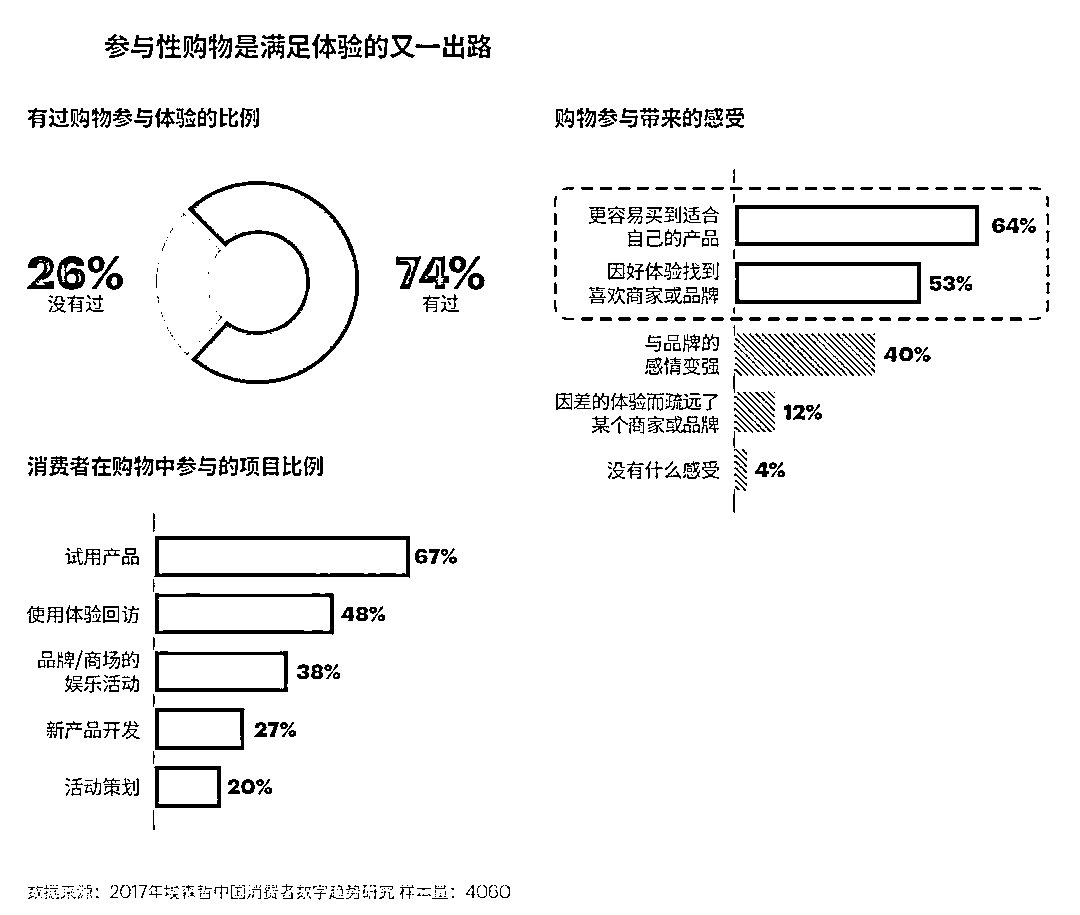 参与性购物是满足体验的又一出路
有过购物参与体验的比例
26%
没有过
74%
有过
消费者在购物中参与的项目比例
试用产品
67%
使用体验回访
48%
品牌/商场的
娱乐活动
38%
新产品开发
27%
活动策划
20%
购物参与带来的感受
更容易买到适合
自己的产品
64%
因好体验找到
喜欢商家或品牌
53%
与品牌的
感情变强
40%
因差的体验而疏远了
某个商家或品牌
12%
没有什么感受
4%
数据来源：2017年埃森哲中国消费者数字趋势研究 样本量：4060